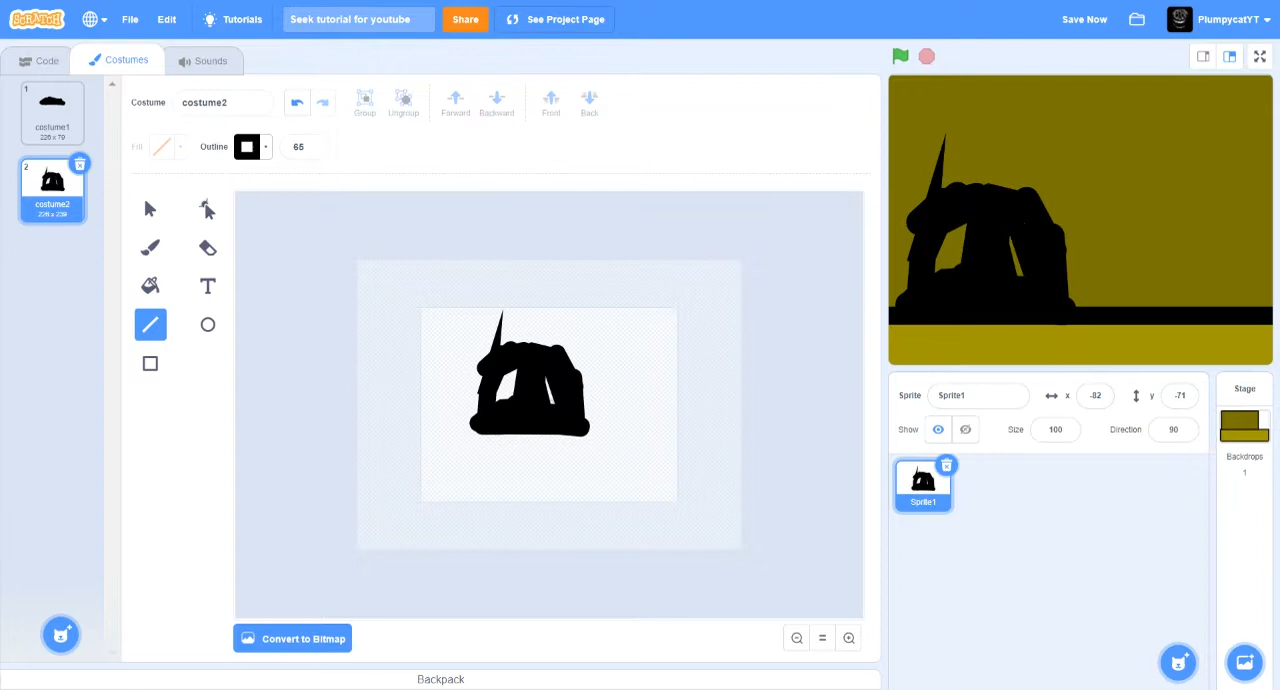 SCRATCH File Edit Tutorials Seek tutorial for youtube Share See Project Page Save Now PlumpycatYT
Code Costumes Sounds
1
costume1
226 x 79
2
costume2
226 x 239
Costume costume2 Group Ungroup Forward Backward Front Back
Fill Outline 65
Convert to Bitmap
Backpack
Sprite Sprite1 x -82 y -71
Show Size 100 Direction 90
Sprite1
Stage
Backdrops
1